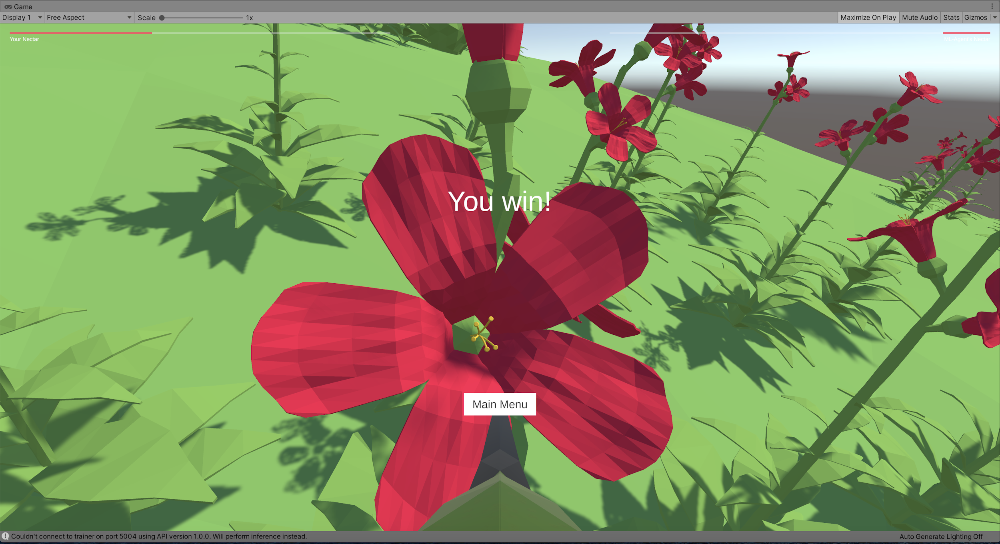 Game
Display 1
Free Aspect
Scale
1x
Maximize On Play
Mute Audio
Stats
Gizmos
Your Nectar
ML-Agent's Nectar
You win!
Main Menu
Couldn't connect to trainer on port 5004 using API version 1.0.0. Will perform inference instead.
Auto Generate Lighting Off